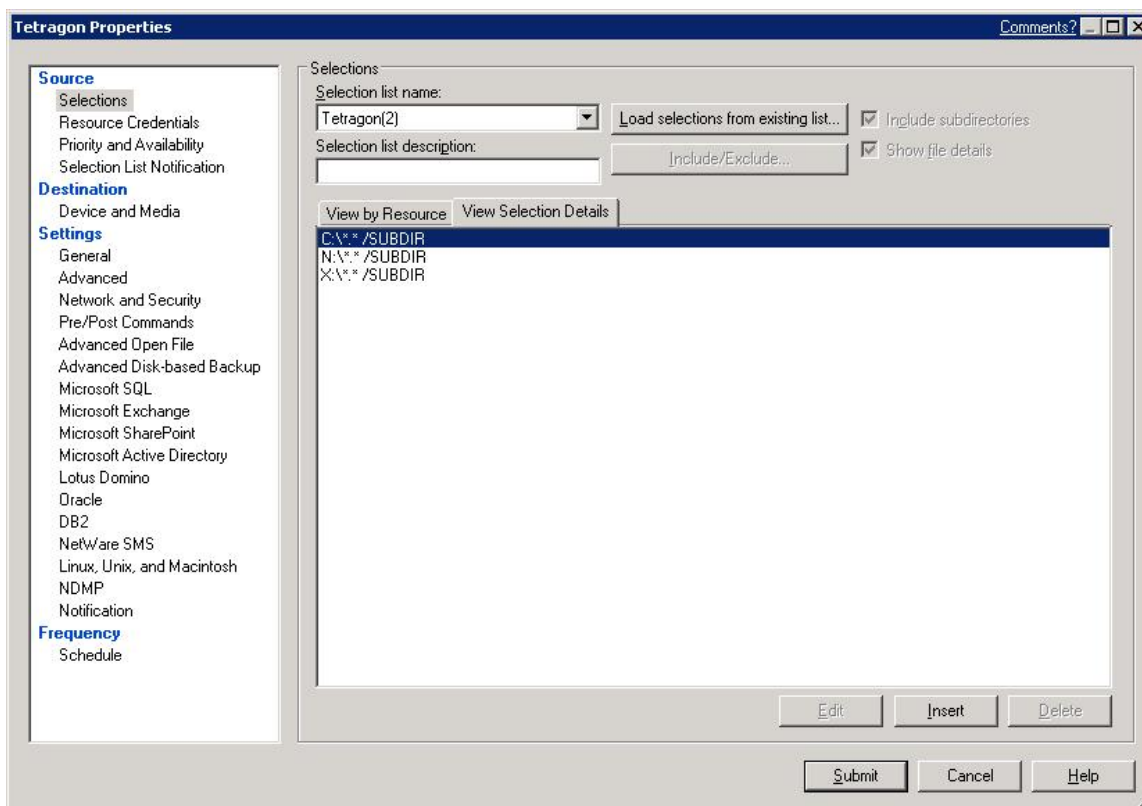 Tetragon Properties
Comments?
Source
Selections
Resource Credentials
Priority and Availability
Selection List Notification
Destination
Device and Media
Settings
General
Advanced
Network and Security
Pre/Post Commands
Advanced Open File
Advanced Disk-based Backup
Microsoft SQL
Microsoft Exchange
Microsoft SharePoint
Microsoft Active Directory
Lotus Domino
Oracle
DB2
NetWare SMS
Linux, Unix, and Macintosh
NDMP
Notification
Frequency
Schedule
Selections
Selection list name:
Tetragon(2)
Load selections from existing list...
Include subdirectories
Selection list description:
Include/Exclude...
Show file details
View by Resource
View Selection Details
C:\*.* /SUBDIR
N:\*.* /SUBDIR
X:\*.* /SUBDIR
Edit
Insert
Delete
Submit
Cancel
Help